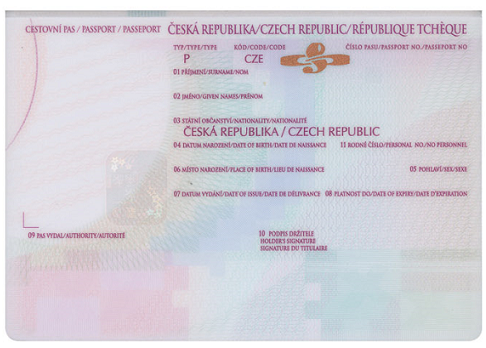 CESTOVNÍ PAS / PASSPORT / PASSEPORT
ČESKÁ REPUBLIKA/CZECH REPUBLIC/RÉPUBLIQUE TCHÈQUE
TYP/TYPE/TYPE KÓD/CODE/CODE ČÍSLO PASU/PASSPORT NO./PASSEPORT NO
P CZE
01 PŘÍJMENÍ/SURNAME/NOM
02 JMÉNO/GIVEN NAMES/PRÉNOM
03 STÁTNÍ OBČANSTVÍ/NATIONALITY/NATIONALITÉ
ČESKÁ REPUBLIKA / CZECH REPUBLIC
04 DATUM NAROZENÍ/DATE OF BIRTH/DATE DE NAISSANCE 11 RODNÉ ČÍSLO/PERSONAL NO./NO PERSONNEL
05 POHLAVÍ/SEX/SEXE
06 MÍSTO NAROZENÍ/PLACE OF BIRTH/LIEU DE NAISSANCE
07 DATUM VYDÁNÍ/DATE OF ISSUE/DATE DE DÉLIVRANCE 08 PLATNOST DO/DATE OF EXPIRY/DATE D'EXPIRATION
09 PAS VYDAL/AUTHORITY/AUTORITÉ
10 PODPIS DRŽITELE
HOLDER'S SIGNATURE
SIGNATURE DU TITULAIRE